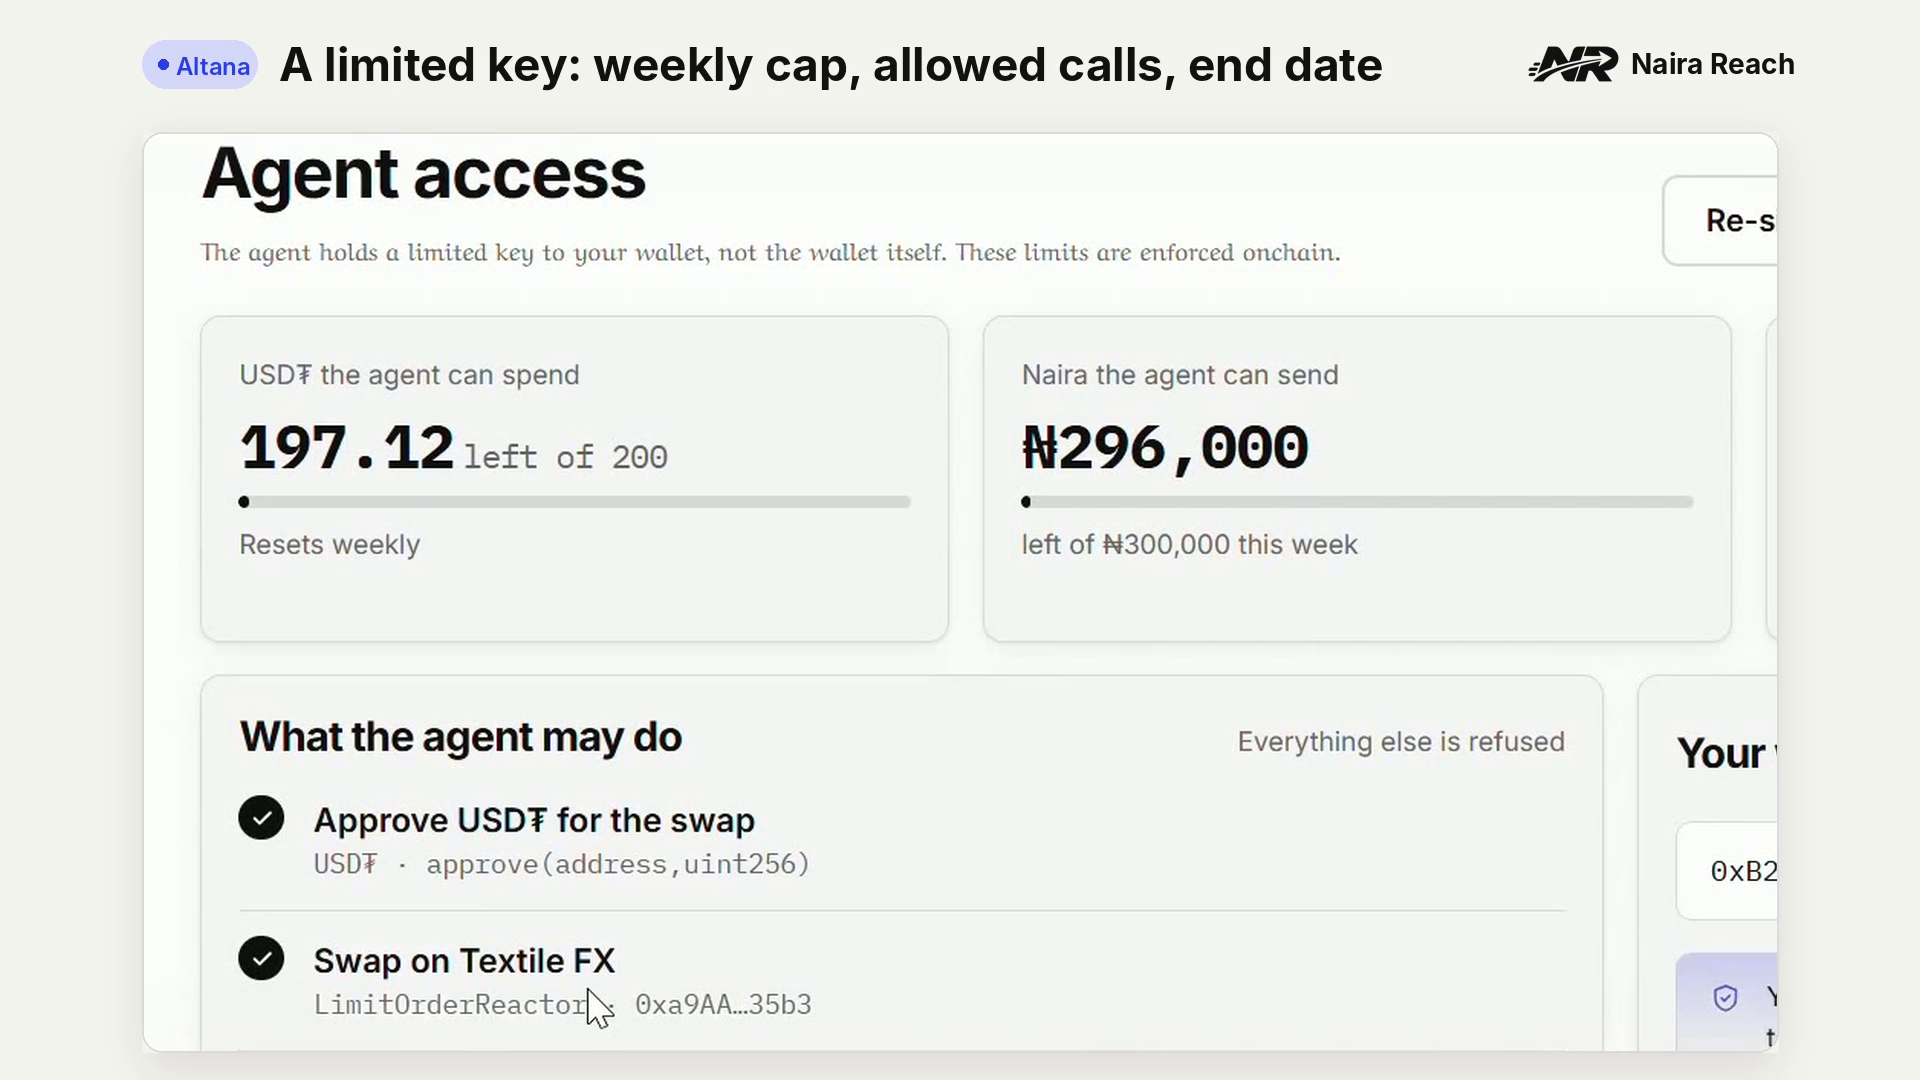 Altana
A limited key: weekly cap, allowed calls, end date
Naira Reach
Agent access
Re-s
The agent holds a limited key to your wallet, not the wallet itself. These limits are enforced onchain.
USD₮ the agent can spend
197.12 left of 200
Resets weekly
Naira the agent can send
₦296,000
left of ₦300,000 this week
What the agent may do
Everything else is refused
Approve USD₮ for the swap
USD₮ · approve(address,uint256)
Swap on Textile FX
LimitOrderReactor · 0xa9AA…35b3
Your
0xB2